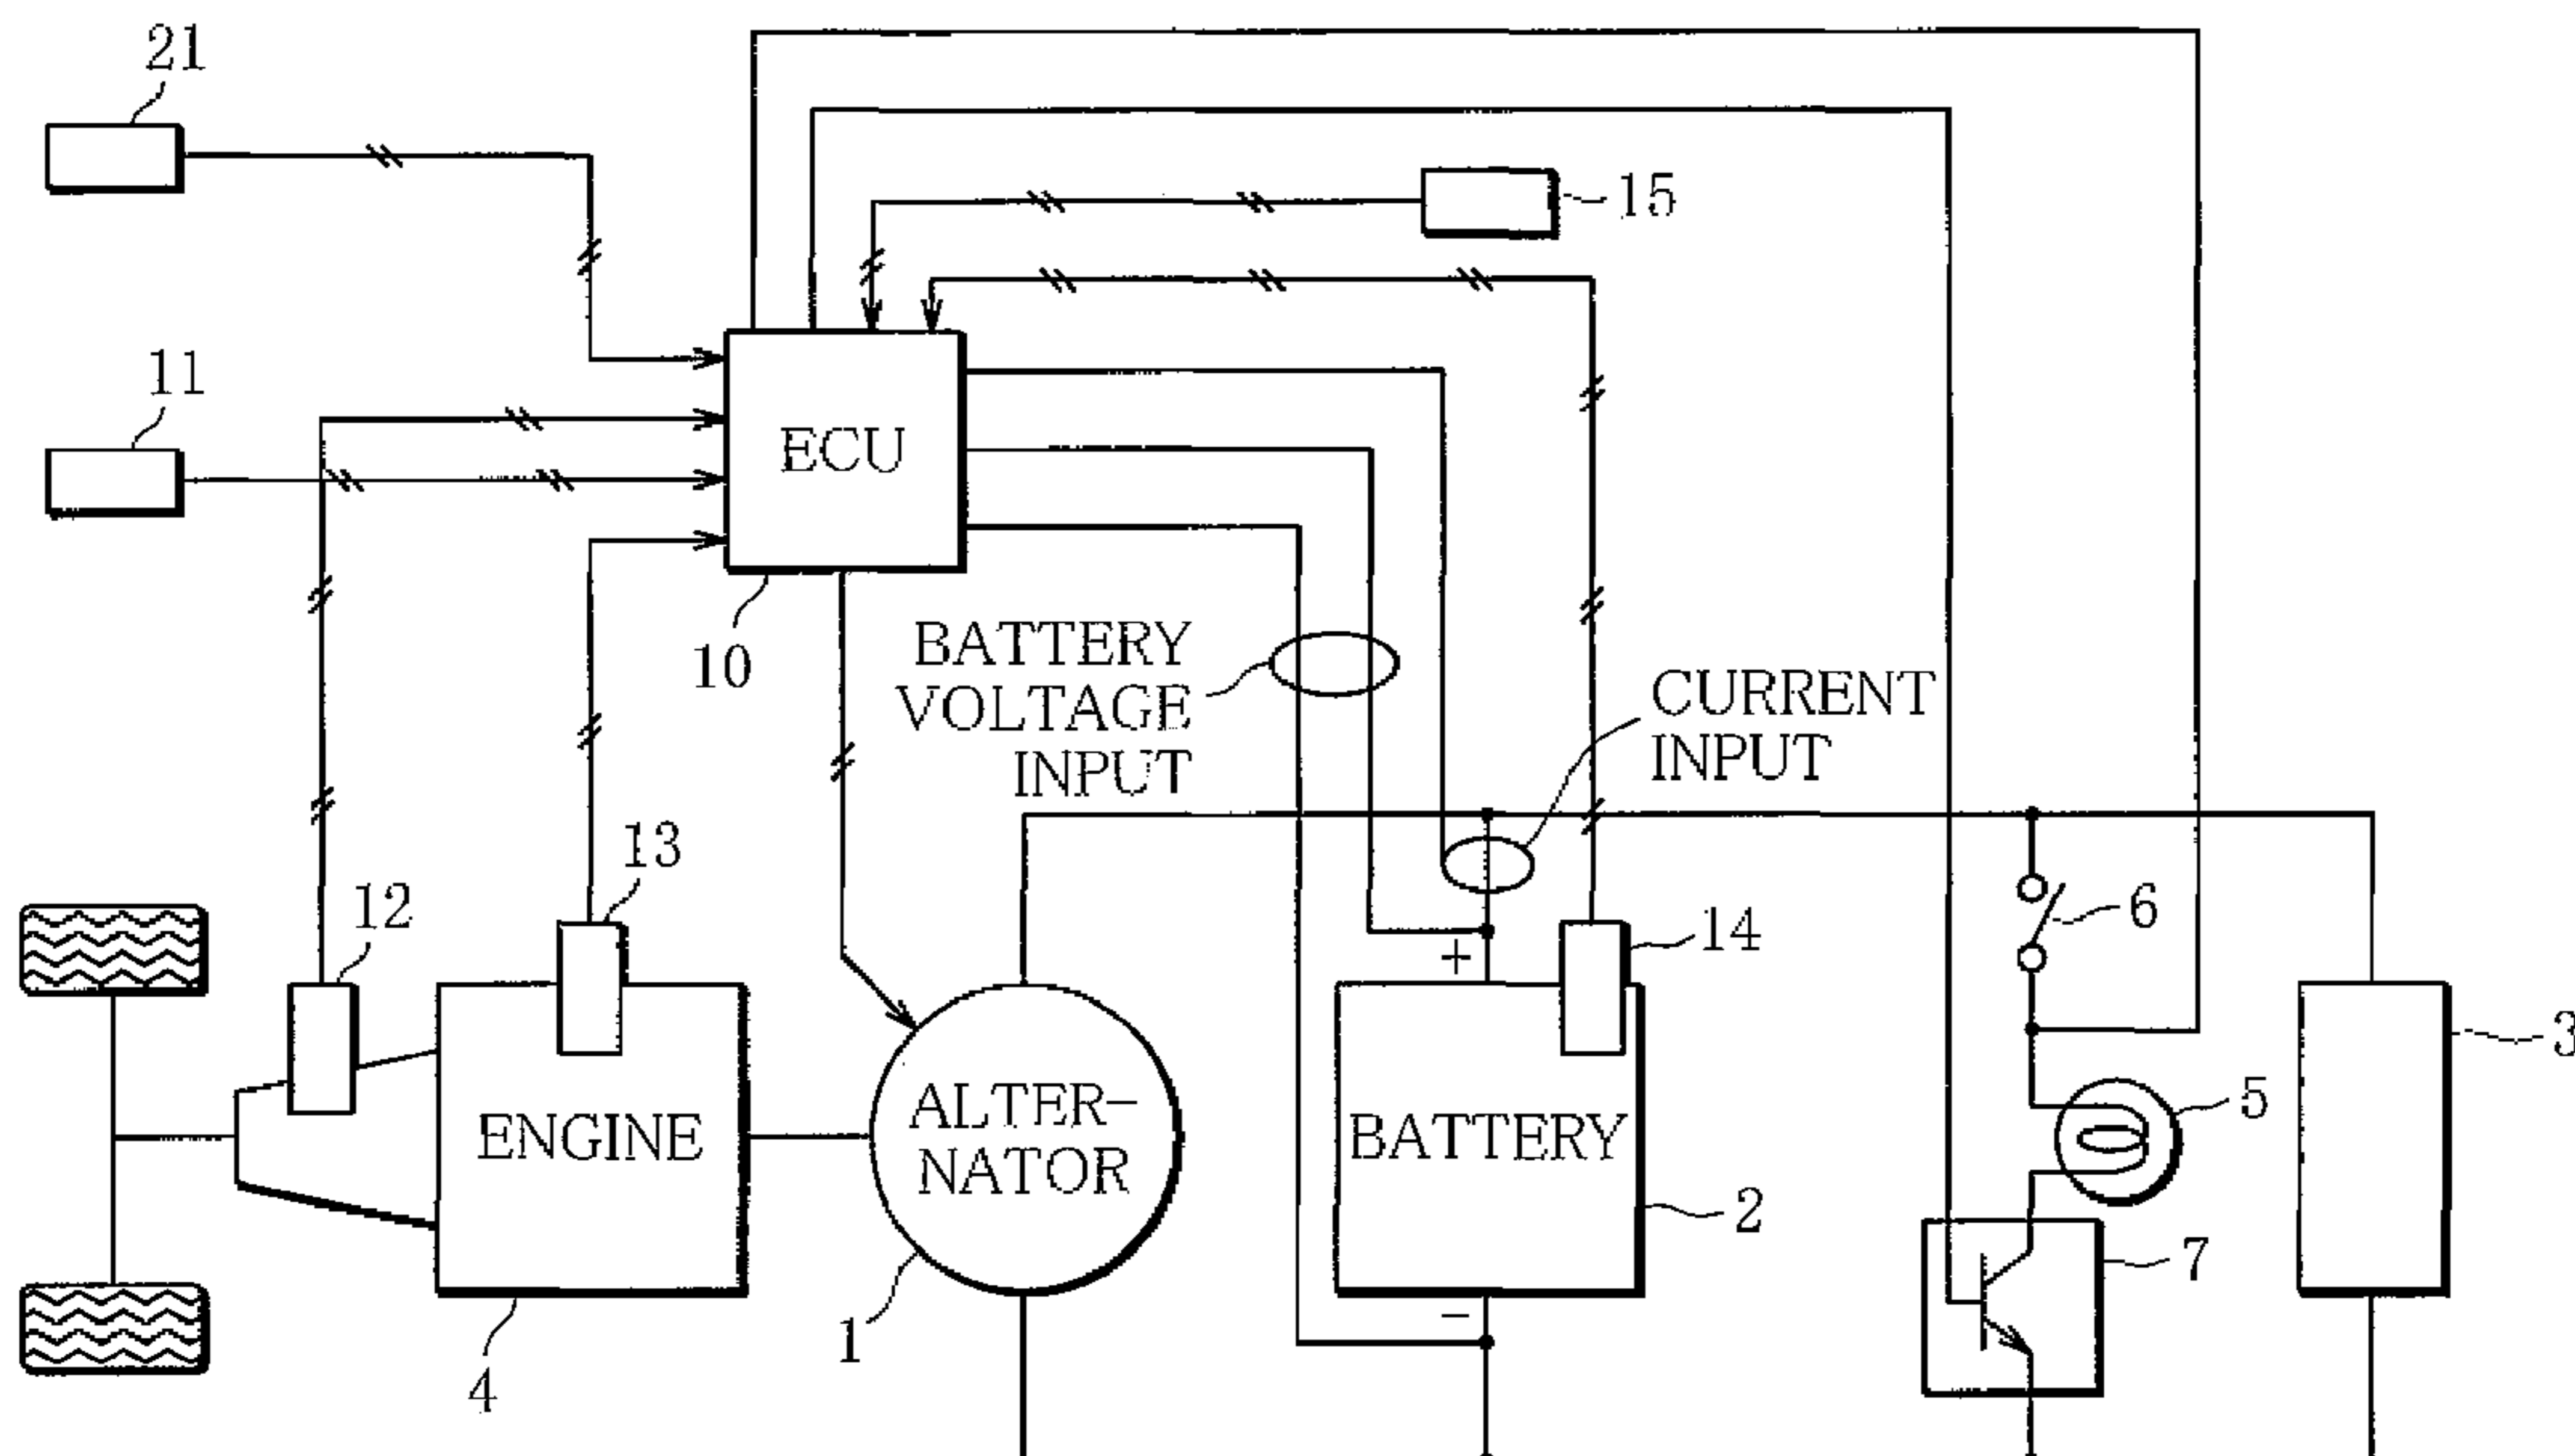 21
15
11
ECU
10
BATTERY
VOLTAGE
INPUT
CURRENT
INPUT
13
12
14
6
+
3
5
ENGINE
ALTER-
NATOR
BATTERY
2
7
1
−
4